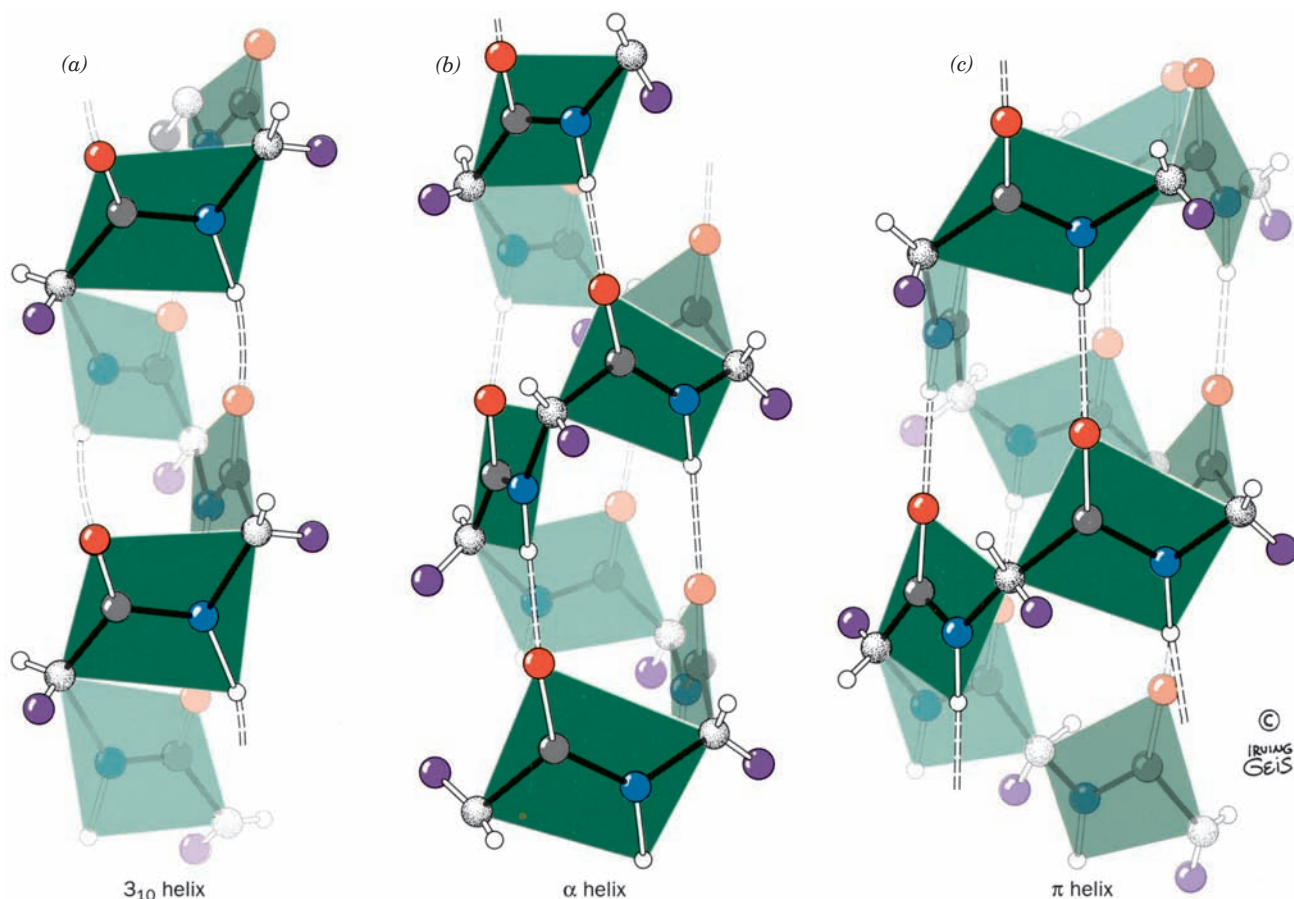 (a)
(b)
(c)
©
IRVING
GEIS
3₁₀ helix
α helix
π helix